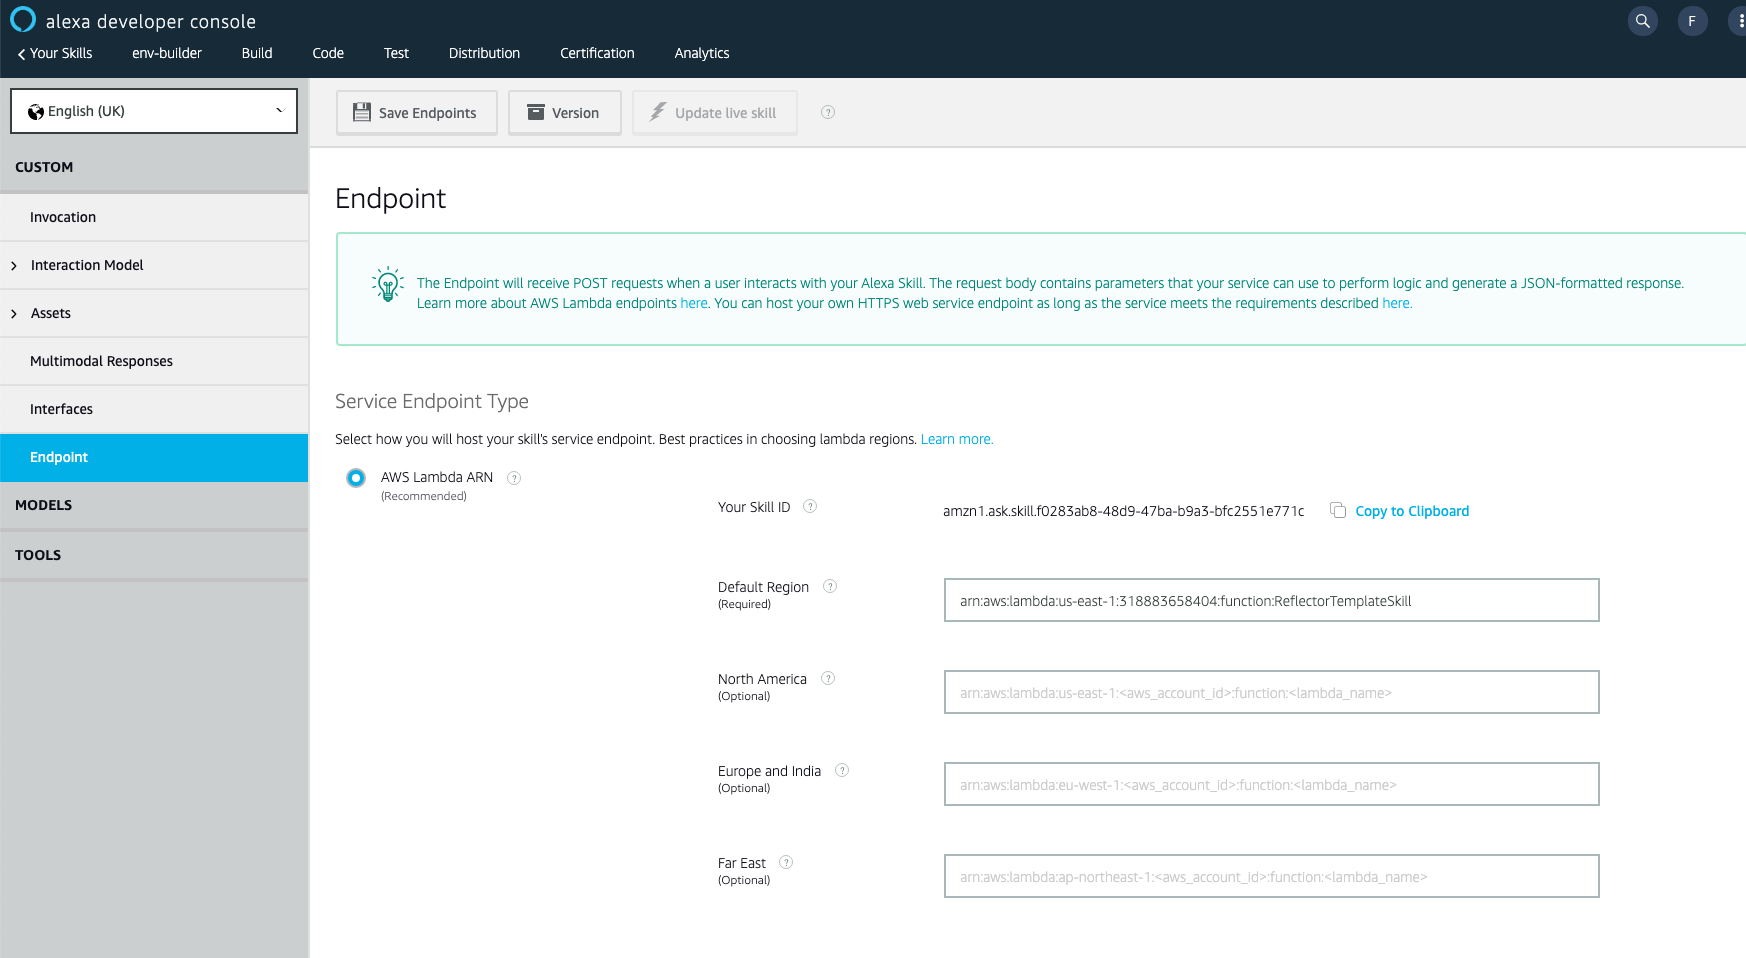 alexa developer console
F
Your Skills env-builder Build Code Test Distribution Certification Analytics
English (UK)
Save Endpoints Version Update live skill ?
CUSTOM
Invocation
Interaction Model
Assets
Multimodal Responses
Interfaces
Endpoint
MODELS
TOOLS
Endpoint
The Endpoint will receive POST requests when a user interacts with your Alexa Skill. The request body contains parameters that your service can use to perform logic and generate a JSON-formatted response.
Learn more about AWS Lambda endpoints here. You can host your own HTTPS web service endpoint as long as the service meets the requirements described here.
Service Endpoint Type
Select how you will host your skill's service endpoint. Best practices in choosing lambda regions. Learn more.
AWS Lambda ARN ?
(Recommended)
Your Skill ID ? amzn1.ask.skill.f0283ab8-48d9-47ba-b9a3-bfc2551e771c Copy to Clipboard
Default Region ?
(Required)
arn:aws:lambda:us-east-1:318883658404:function:ReflectorTemplateSkill
North America ?
(Optional)
arn:aws:lambda:us-east-1:<aws_account_id>:function:<lambda_name>
Europe and India ?
(Optional)
arn:aws:lambda:eu-west-1:<aws_account_id>:function:<lambda_name>
Far East ?
(Optional)
arn:aws:lambda:ap-northeast-1:<aws_account_id>:function:<lambda_name>